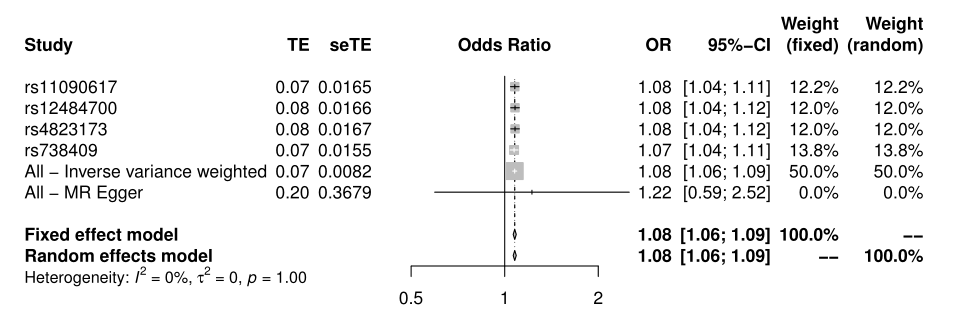 Weight Weight
Study TE seTE Odds Ratio OR 95%−CI (fixed) (random)
rs11090617 0.07 0.0165 1.08 [1.04; 1.11] 12.2% 12.2%
rs12484700 0.08 0.0166 1.08 [1.04; 1.12] 12.0% 12.0%
rs4823173 0.08 0.0167 1.08 [1.04; 1.12] 12.0% 12.0%
rs738409 0.07 0.0155 1.07 [1.04; 1.11] 13.8% 13.8%
All − Inverse variance weighted 0.07 0.0082 1.08 [1.06; 1.09] 50.0% 50.0%
All − MR Egger 0.20 0.3679 1.22 [0.59; 2.52] 0.0% 0.0%
Fixed effect model 1.08 [1.06; 1.09] 100.0% −−
Random effects model 1.08 [1.06; 1.09] −− 100.0%
Heterogeneity: I² = 0%, τ² = 0, p = 1.00
0.5 1 2